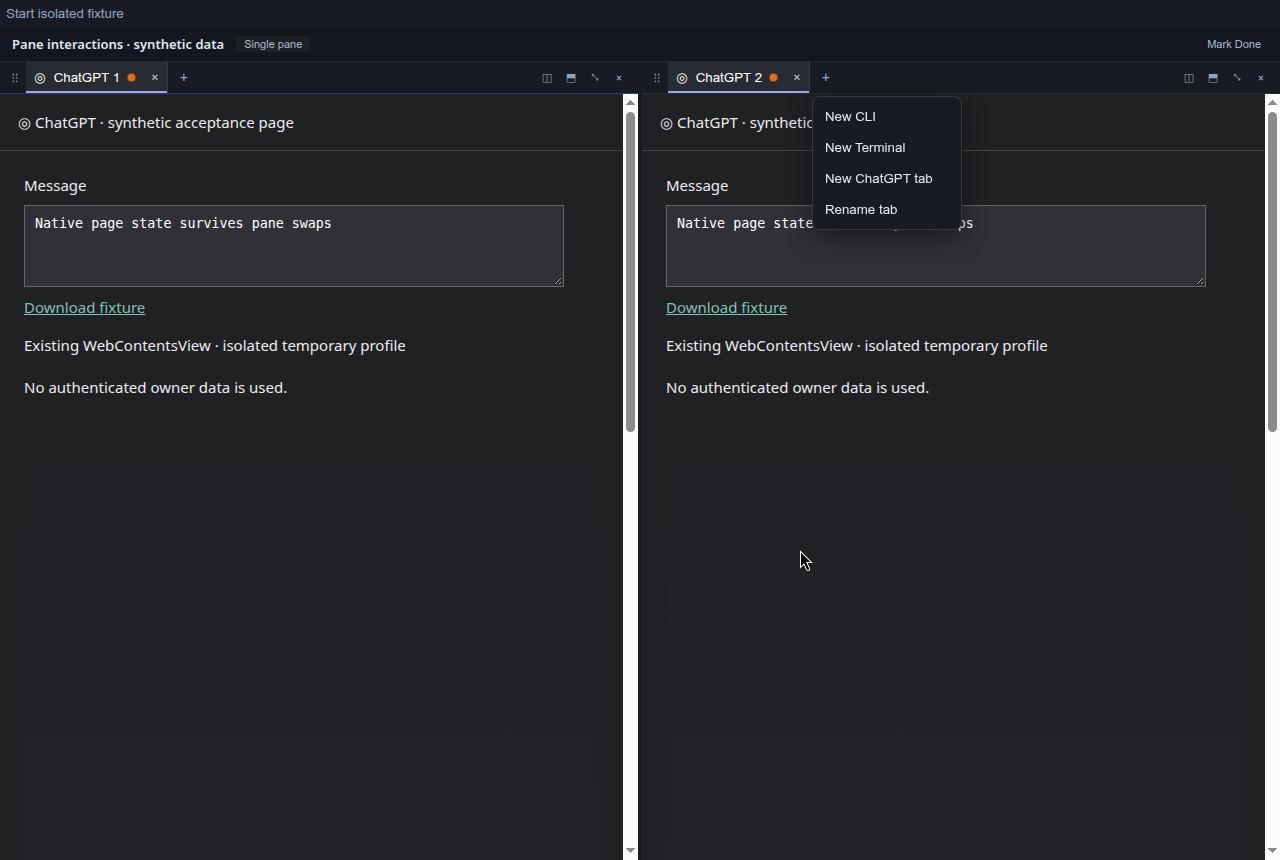 Start isolated fixture
Pane interactions · synthetic data Single pane Mark Done
ChatGPT 1 × + ×
ChatGPT 2 × + ×
ChatGPT · synthetic acceptance page
Message
Native page state survives pane swaps
Download fixture
Existing WebContentsView · isolated temporary profile
No authenticated owner data is used.
ChatGPT · synthetic
New CLI
New Terminal
New ChatGPT tab
Rename tab
Message
Native page state ps
Download fixture
Existing WebContentsView · isolated temporary profile
No authenticated owner data is used.